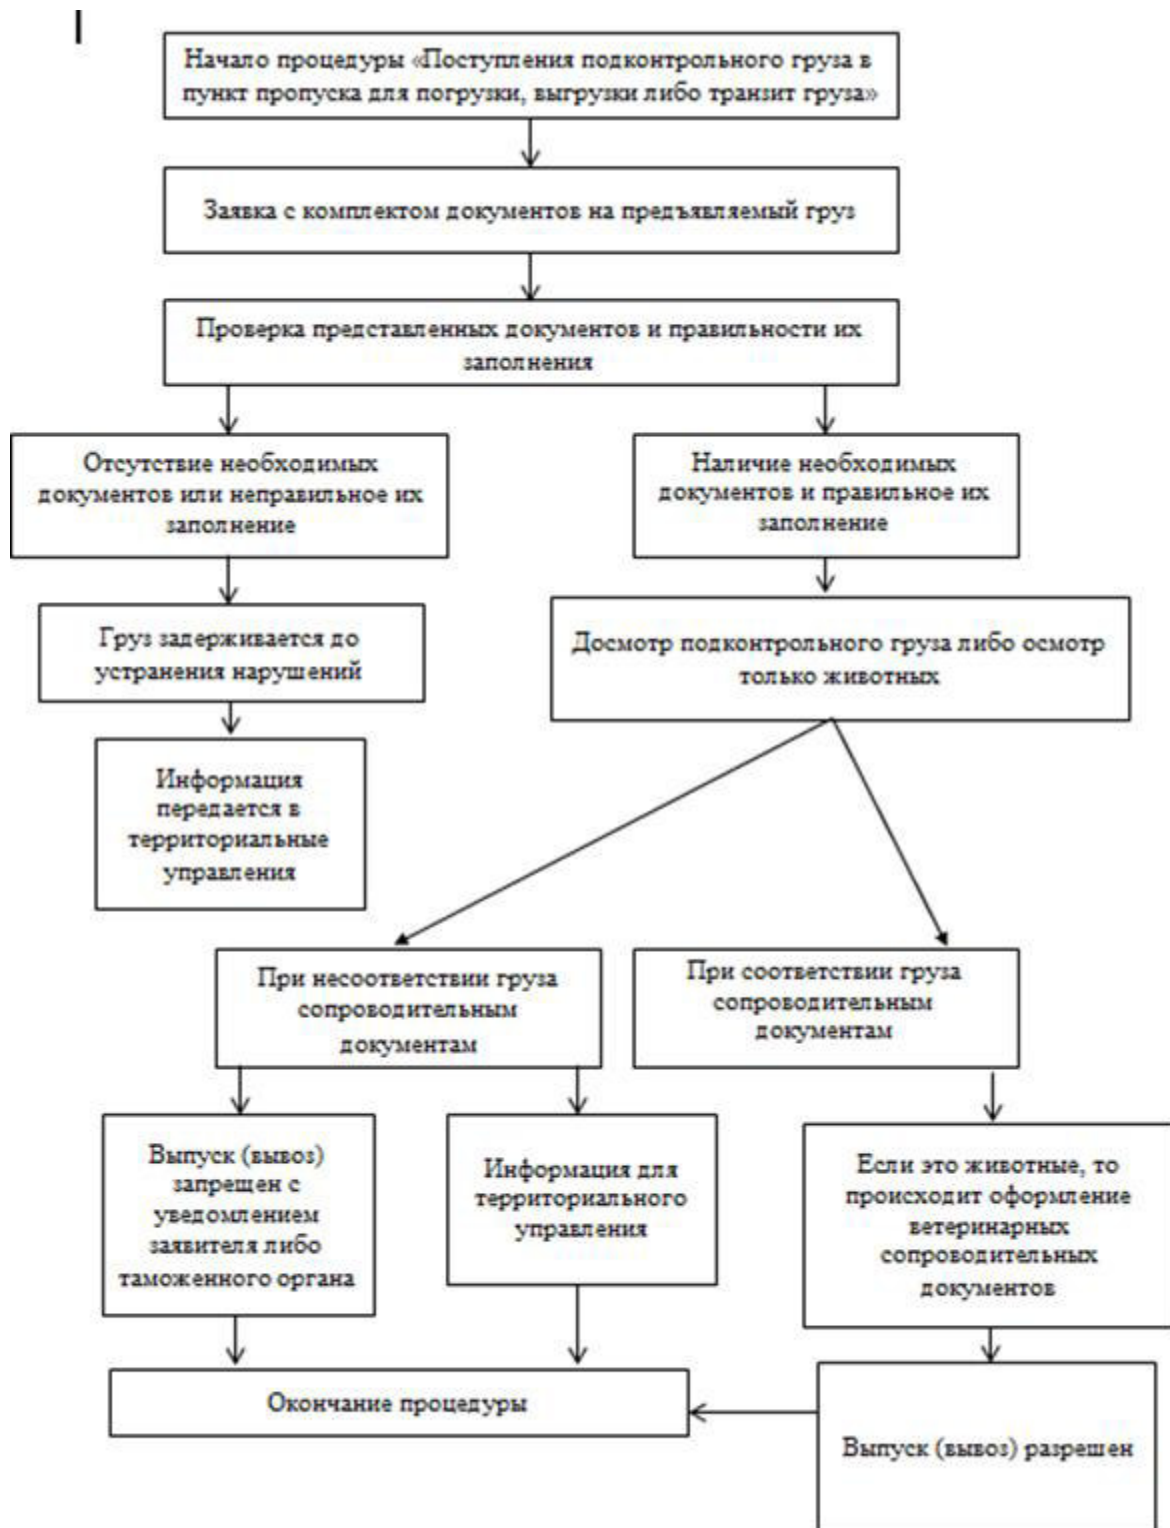 Начало процедуры «Поступления подконтрольного груза в
пункт пропуска для погрузки, выгрузки либо транзит груза»
Заявка с комплектом документов на предъявляемый груз
Проверка представленных документов и правильности их
заполнения
Отсутствие необходимых
документов или неправильное их
заполнение
Наличие необходимых
документов и правильное их
заполнение
Груз задерживается до
устранения нарушений
Досмотр подконтрольного груза либо осмотр
только животных
Информация
передается в
территориальные
управления
При несоответствии груза
сопроводительным
документам
При соответствии груза
сопроводительным
документам
Выпуск (вывоз)
запрещен с
уведомлением
заявителя либо
таможенного органа
Информация для
территориального
управления
Если это животные, то
происходит оформление
ветеринарных
сопроводительных
документов
Окончание процедуры
Выпуск (вывоз) разрешен